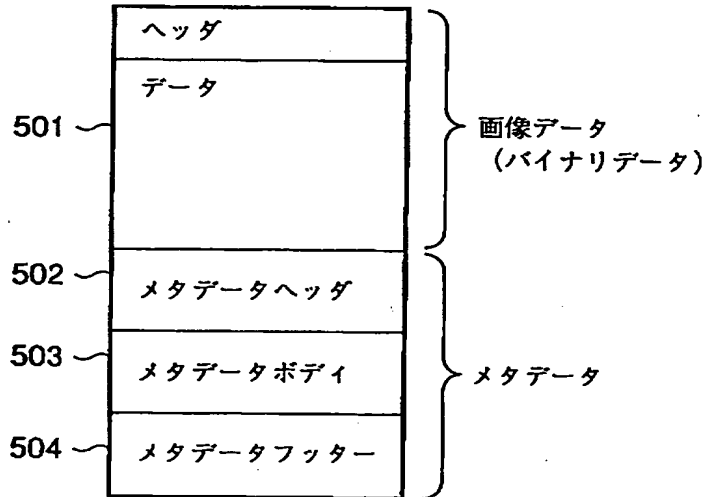 ヘッダ
データ
501
画像データ
(バイナリデータ)
502
メタデータヘッダ
503
メタデータボディ
メタデータ
504
メタデータフッター